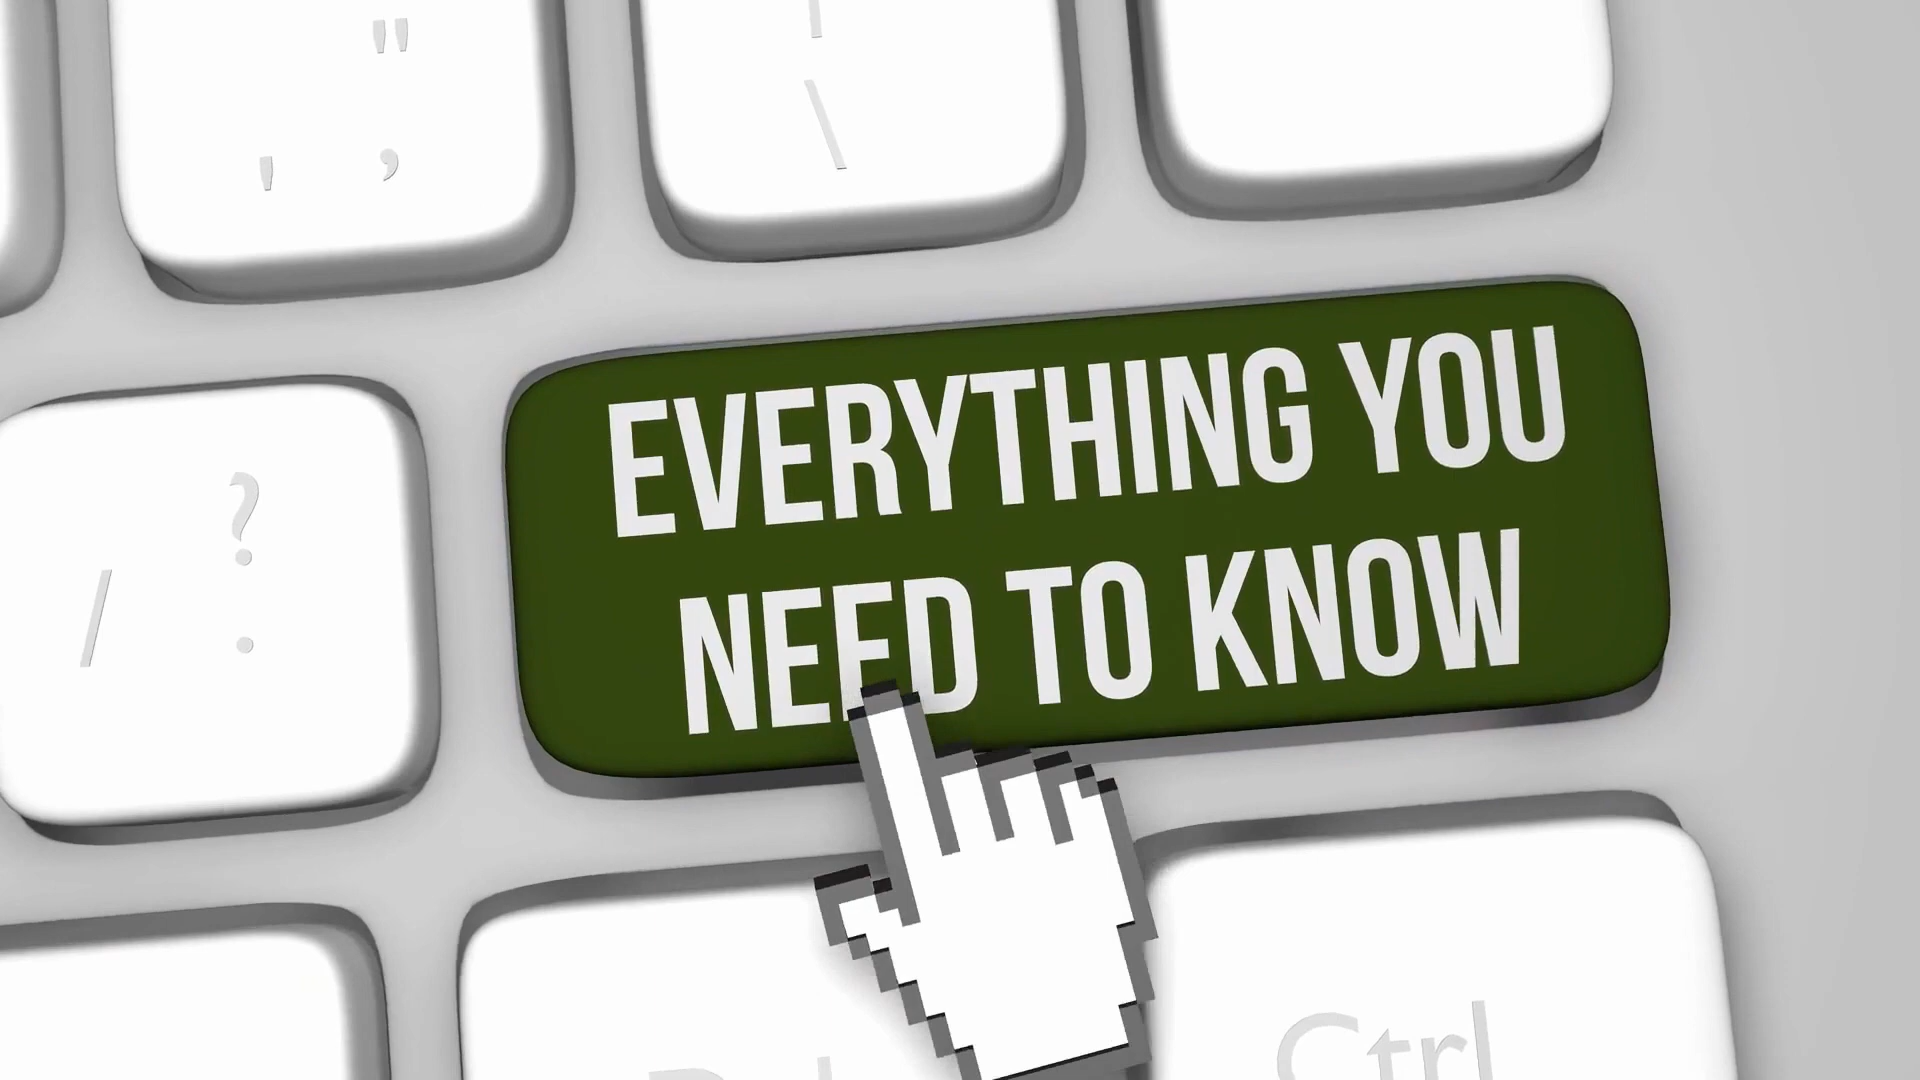 "
' ,
\
EVERYTHING YOU
NEED TO KNOW
?
/ .
Ctrl